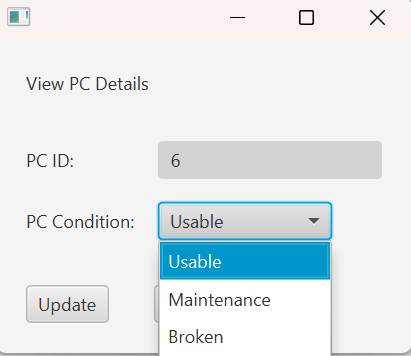 View PC Details
PC ID: 6
PC Condition: Usable
Usable
Maintenance
Broken
Update